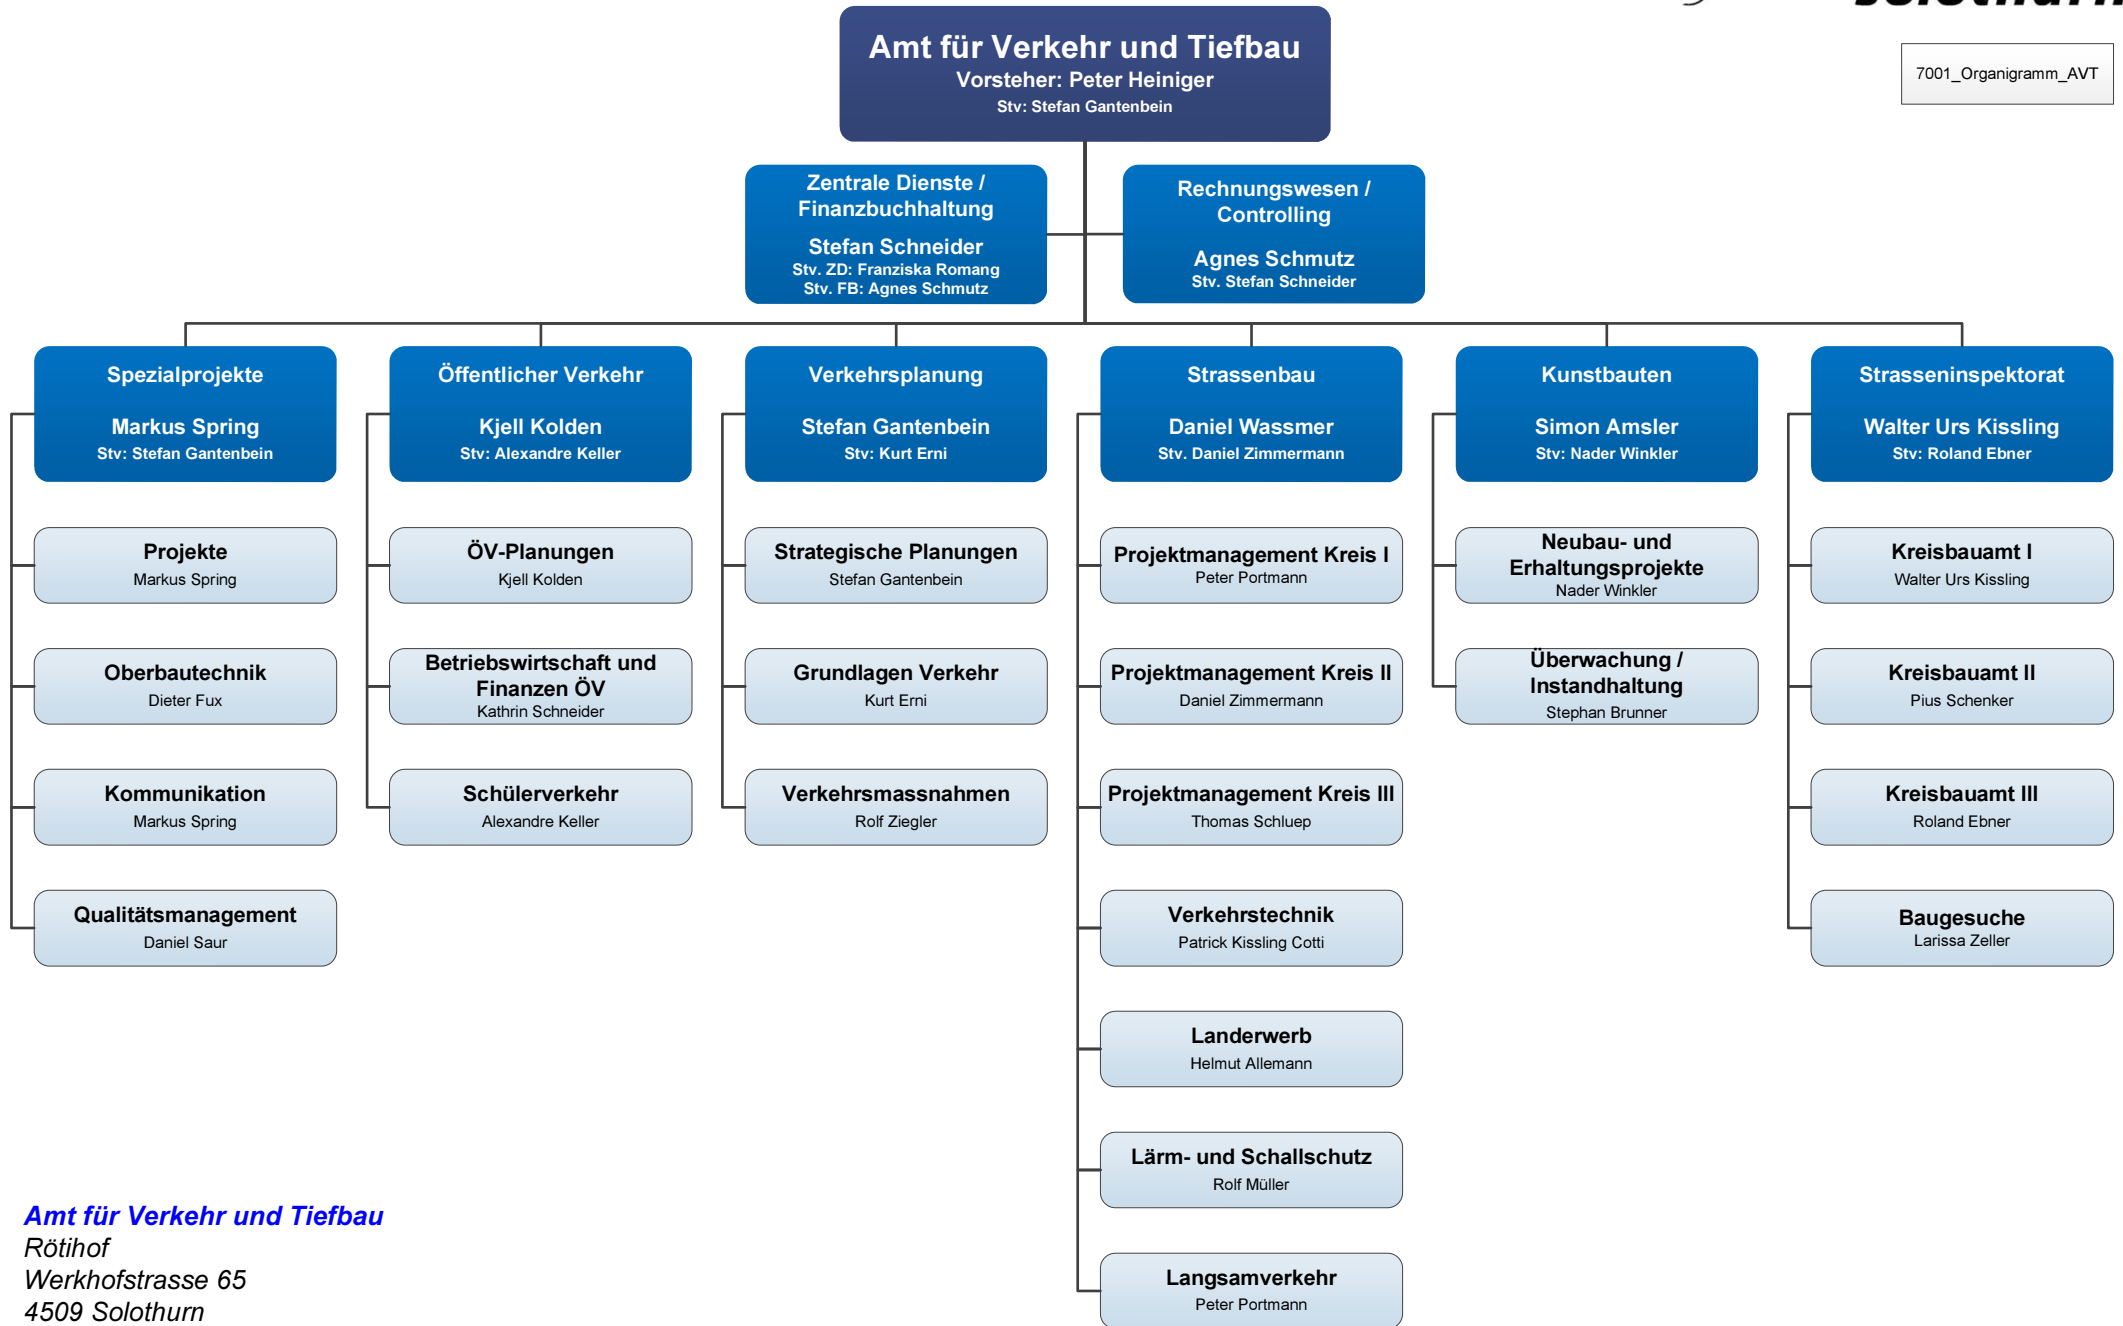 solothurn
7001_Organigramm_AVT
Amt für Verkehr und Tiefbau
Vorsteher: Peter Heiniger
Stv: Stefan Gantenbein
Zentrale Dienste /
Finanzbuchhaltung
Stefan Schneider
Stv. ZD: Franziska Romang
Stv. FB: Agnes Schmutz
Rechnungswesen /
Controlling
Agnes Schmutz
Stv. Stefan Schneider
Spezialprojekte
Markus Spring
Stv: Stefan Gantenbein
Projekte
Markus Spring
Oberbautechnik
Dieter Fux
Kommunikation
Markus Spring
Qualitätsmanagement
Daniel Saur
Öffentlicher Verkehr
Kjell Kolden
Stv: Alexandre Keller
ÖV-Planungen
Kjell Kolden
Betriebswirtschaft und
Finanzen ÖV
Kathrin Schneider
Schülerverkehr
Alexandre Keller
Verkehrsplanung
Stefan Gantenbein
Stv: Kurt Erni
Strategische Planungen
Stefan Gantenbein
Grundlagen Verkehr
Kurt Erni
Verkehrsmassnahmen
Rolf Ziegler
Strassenbau
Daniel Wassmer
Stv. Daniel Zimmermann
Projektmanagement Kreis I
Peter Portmann
Projektmanagement Kreis II
Daniel Zimmermann
Projektmanagement Kreis III
Thomas Schluep
Verkehrstechnik
Patrick Kissling Cotti
Landerwerb
Helmut Allemann
Lärm- und Schallschutz
Rolf Müller
Langsamverkehr
Peter Portmann
Kunstbauten
Simon Amsler
Stv: Nader Winkler
Neubau- und
Erhaltungsprojekte
Nader Winkler
Überwachung /
Instandhaltung
Stephan Brunner
Strasseninspektorat
Walter Urs Kissling
Stv: Roland Ebner
Kreisbauamt I
Walter Urs Kissling
Kreisbauamt II
Pius Schenker
Kreisbauamt III
Roland Ebner
Baugesuche
Larissa Zeller
Amt für Verkehr und Tiefbau
Rötihof
Werkhofstrasse 65
4509 Solothurn